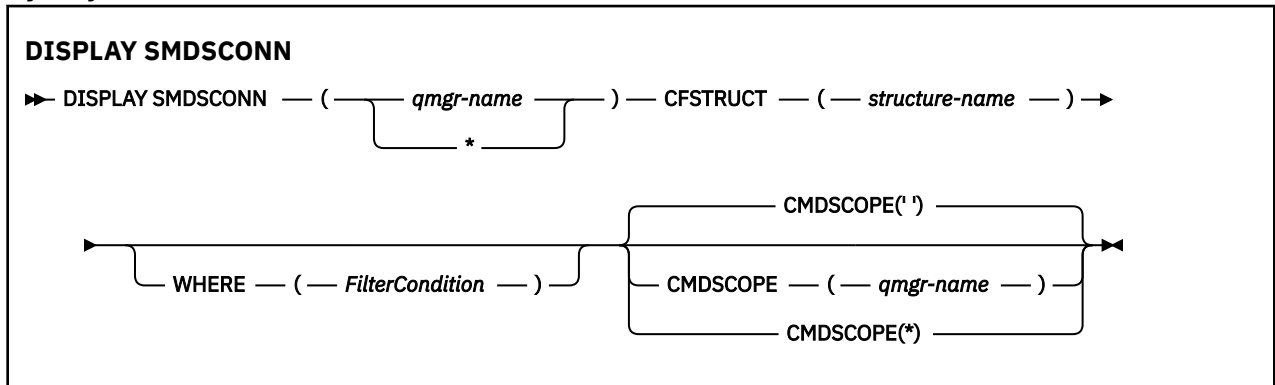 DISPLAY SMDSCONN
DISPLAY SMDSCONN ( qmgr-name ) CFSTRUCT ( structure-name )
*
CMDSCOPE(' ')
WHERE ( FilterCondition )
CMDSCOPE ( qmgr-name )
CMDSCOPE(*)